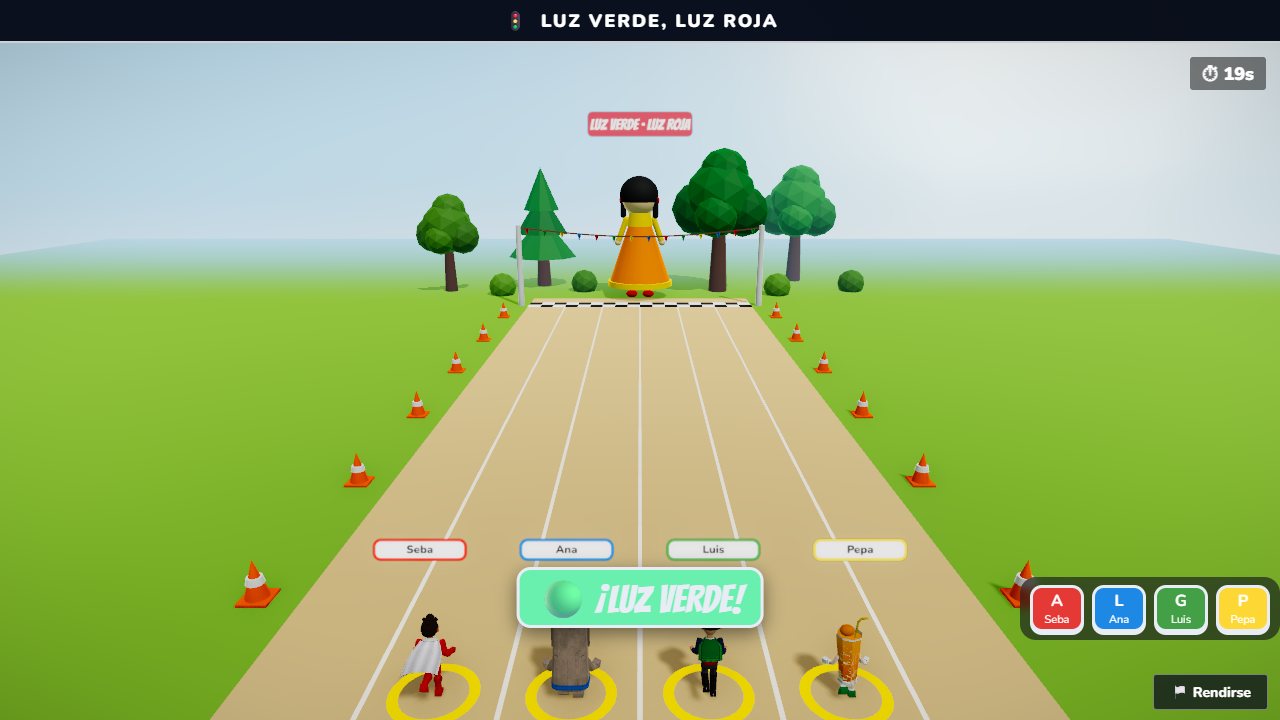 LUZ VERDE, LUZ ROJA
19s
LUZ VERDE • LUZ ROJA
Seba
Ana
Luis
Pepa
¡LUZ VERDE!
A
Seba
L
Ana
G
Luis
P
Pepa
Rendirse